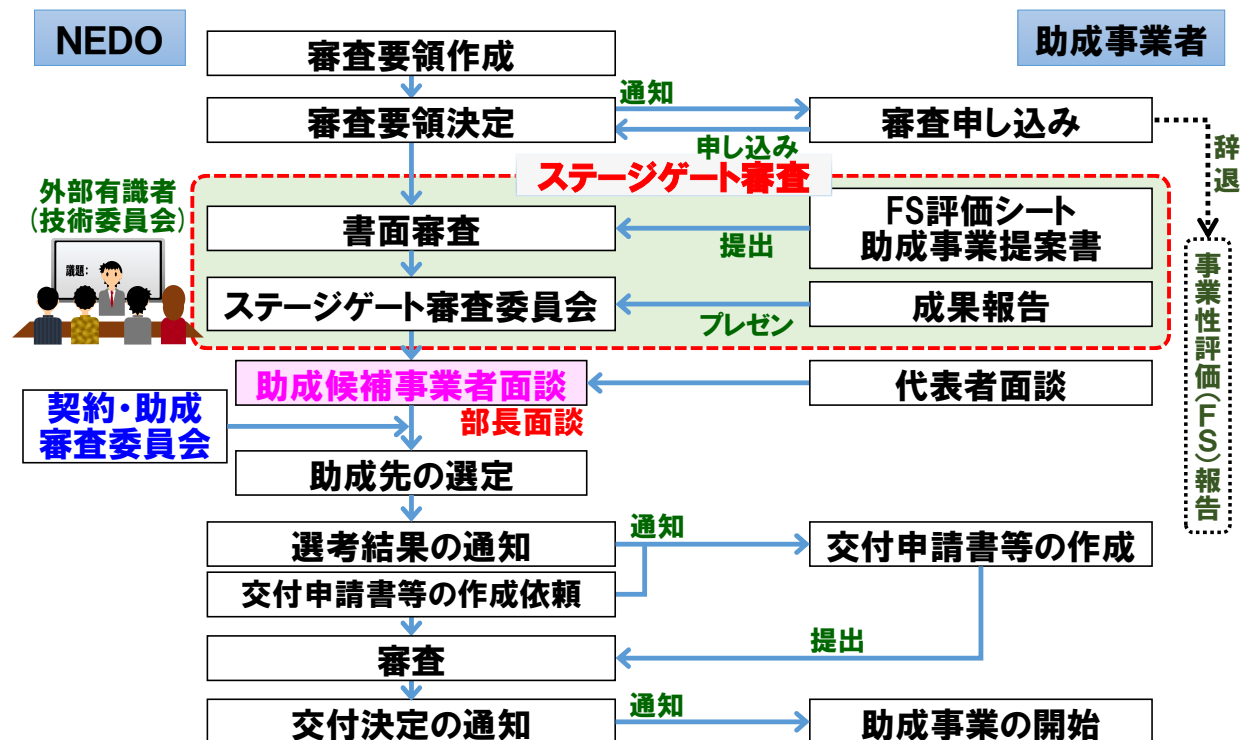 NEDO
助成事業者
審査要領作成
審査要領決定
通知
審査申し込み
申し込み
辞退
ステージゲート審査
外部有識者
(技術委員会)
議題:
書面審査
提出
FS評価シート
助成事業提案書
ステージゲート審査委員会
プレゼン
成果報告
事業性評価(FS)報告
助成候補事業者面談
代表者面談
部長面談
契約・助成
審査委員会
助成先の選定
選考結果の通知
通知
交付申請書等の作成
交付申請書等の作成依頼
提出
審査
交付決定の通知
通知
助成事業の開始